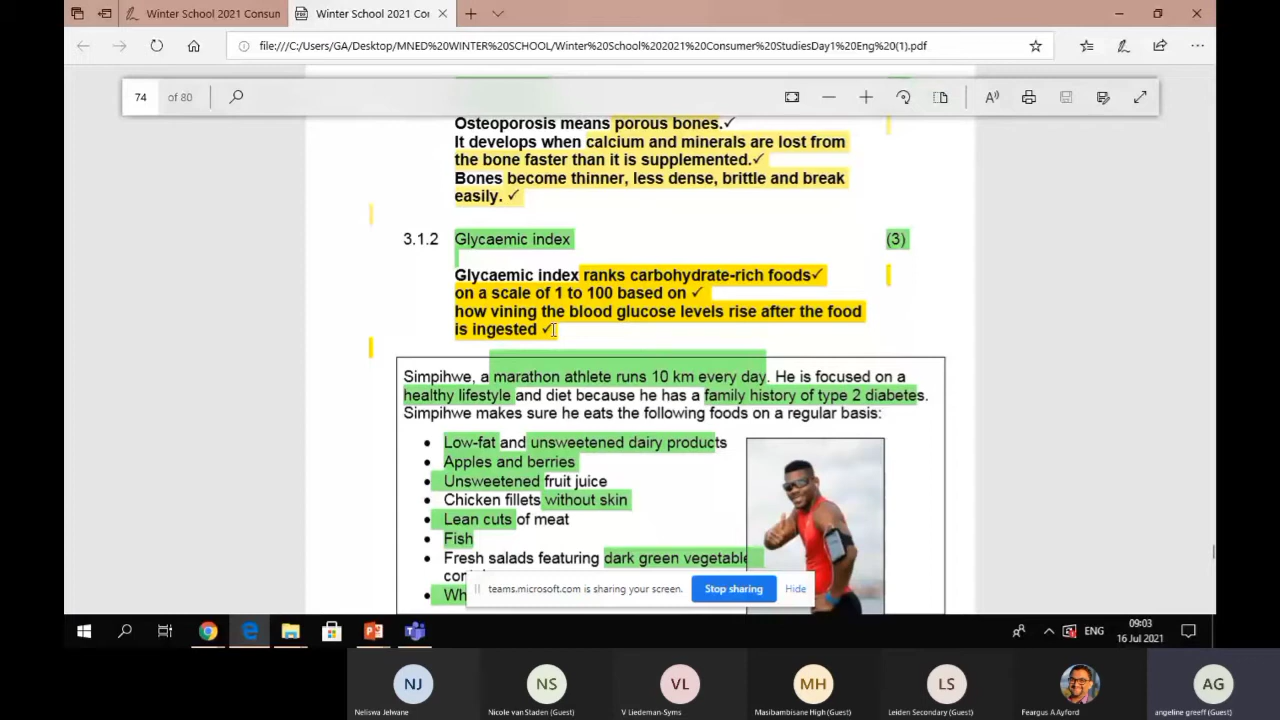 Winter School 2021 Consum
Winter School 2021 Cor
file:///C:/Users/GA/Desktop/MNED%20WINTER%20SCHOOL/Winter%20School%202021%20Consumer%20StudiesDay1%20Eng%20(1).pdf
74 of 80
Osteoporosis means porous bones.✓
It develops when calcium and minerals are lost from
the bone faster than it is supplemented.✓
Bones become thinner, less dense, brittle and break
easily. ✓
3.1.2 Glycaemic index (3)
Glycaemic index ranks carbohydrate-rich foods✓
on a scale of 1 to 100 based on ✓
how vining the blood glucose levels rise after the food
is ingested ✓
Simpihwe, a marathon athlete runs 10 km every day. He is focused on a
healthy lifestyle and diet because he has a family history of type 2 diabetes.
Simpihwe makes sure he eats the following foods on a regular basis:
• Low-fat and unsweetened dairy products
• Apples and berries
• Unsweetened fruit juice
• Chicken fillets without skin
• Lean cuts of meat
• Fish
• Fresh salads featuring dark green vegetable
teams.microsoft.com is sharing your screen. Stop sharing Hide
ENG
09:03
16 Jul 2021
NJ NS VL MH LS AG
Neliswa Jelwane Nicole van Staden (Guest) V Liedeman-Syms Masibambisane High (Guest) Leiden Secondary (Guest) Feargus A Ayford angeline greeff (Guest)